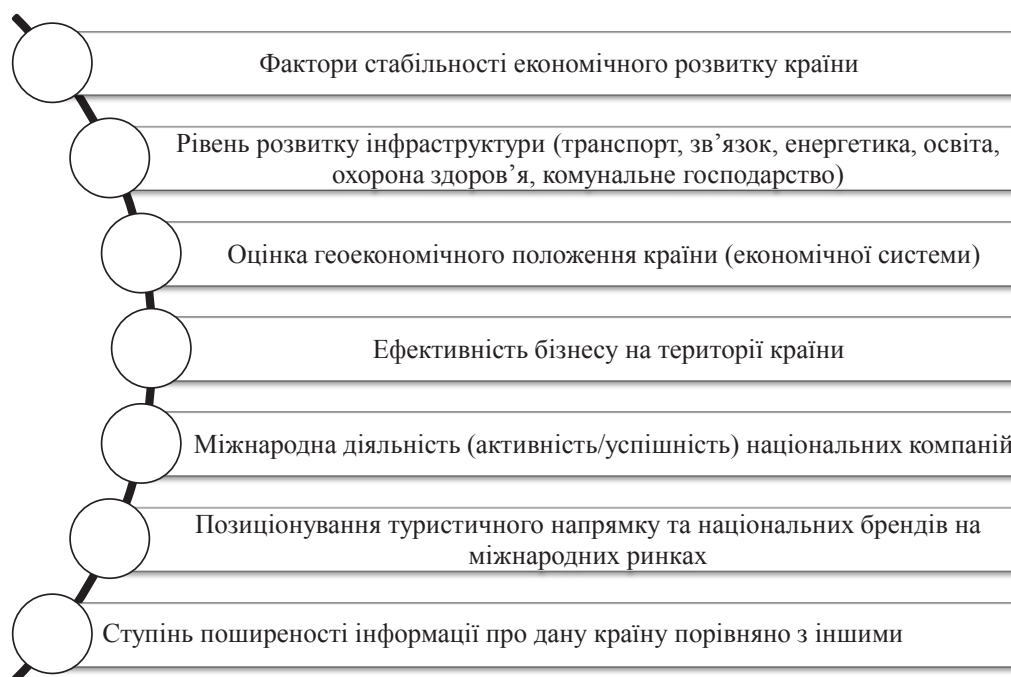 Фактори стабільності економічного розвитку країни
Рівень розвитку інфраструктури (транспорт, зв’язок, енергетика, освіта,
охорона здоров’я, комунальне господарство)
Оцінка геоекономічного положення країни (економічної системи)
Ефективність бізнесу на території країни
Міжнародна діяльність (активність/успішність) національних компаній
Позиціонування туристичного напрямку та національних брендів на
міжнародних ринках
Ступінь поширеності інформації про дану країну порівняно з іншими